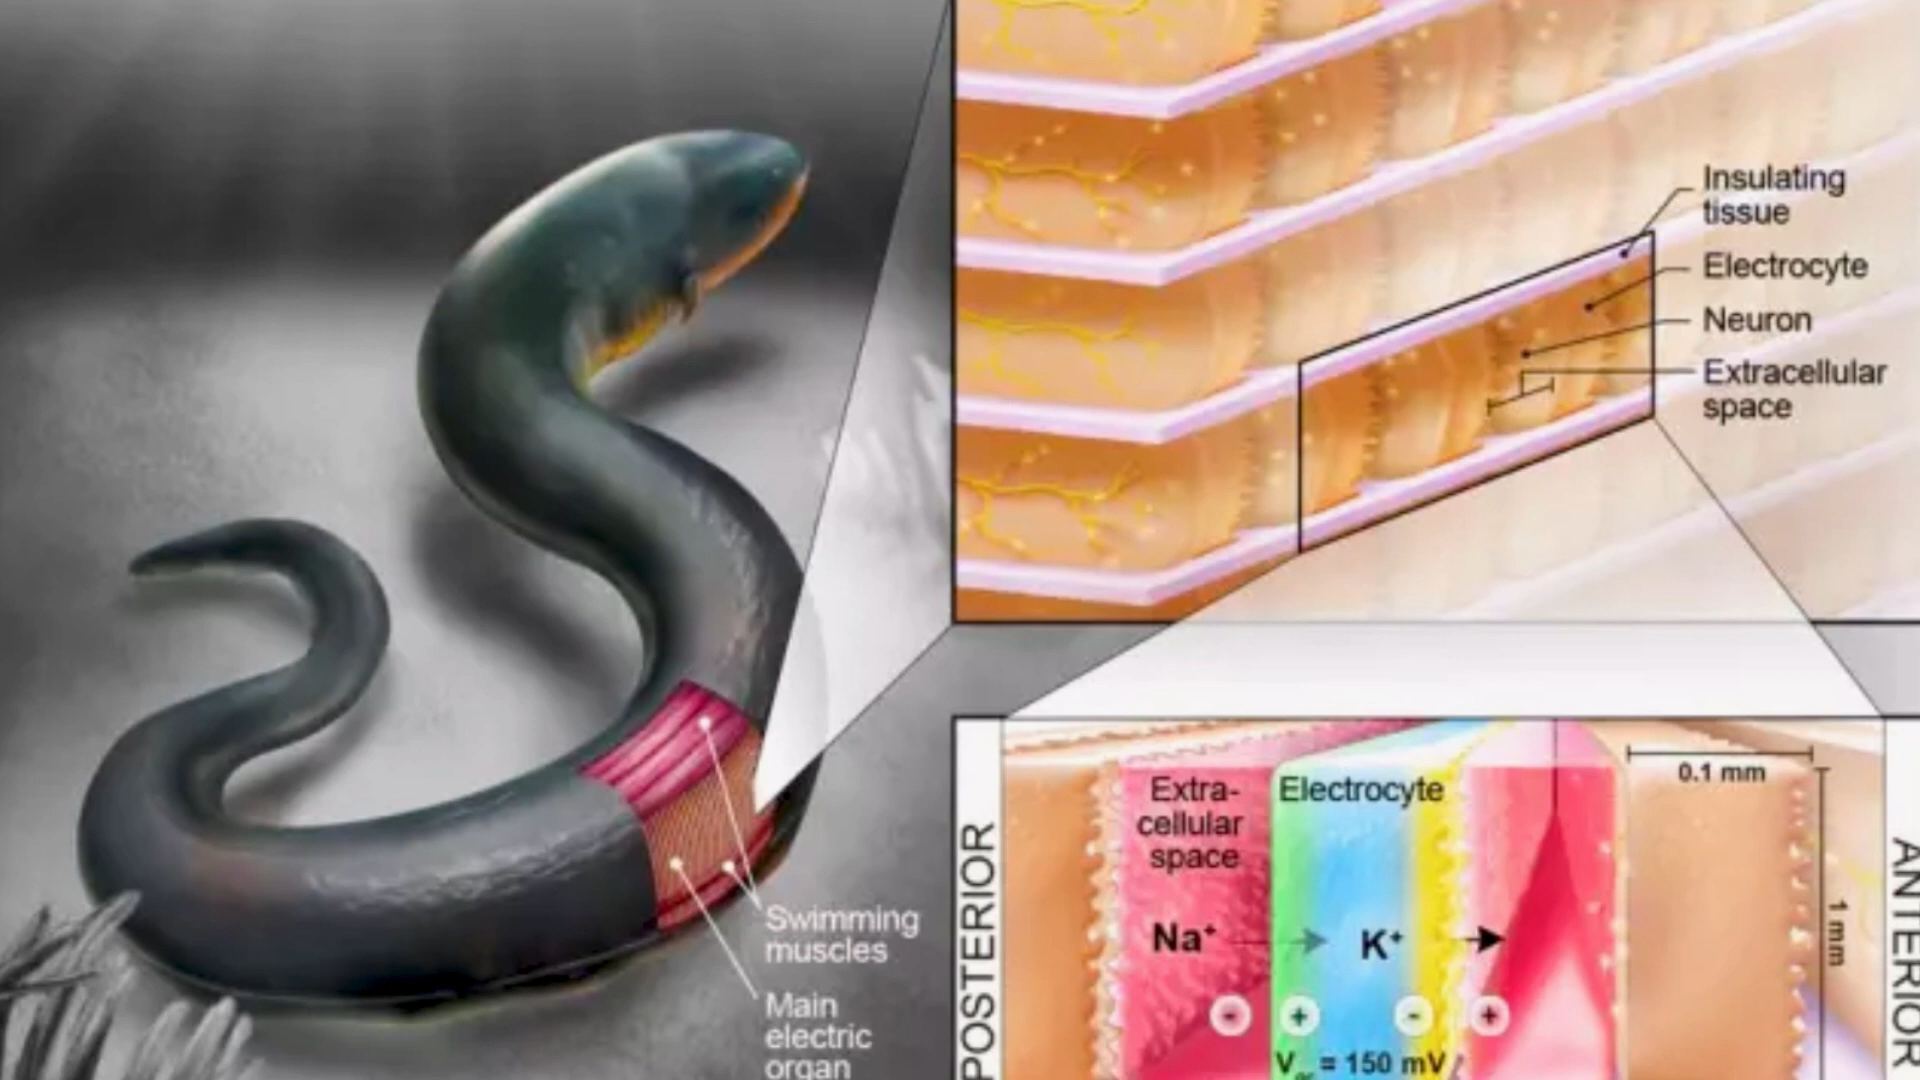 Insulating
tissue
Electrocyte
Neuron
Extracellular
space
Swimming
muscles
Main
electric
organ
POSTERIOR
Extra-
cellular
space
Electrocyte
0.1 mm
1 mm
Na⁺
K⁺
-
+
-
+
= 150 mV
ANTERIOR